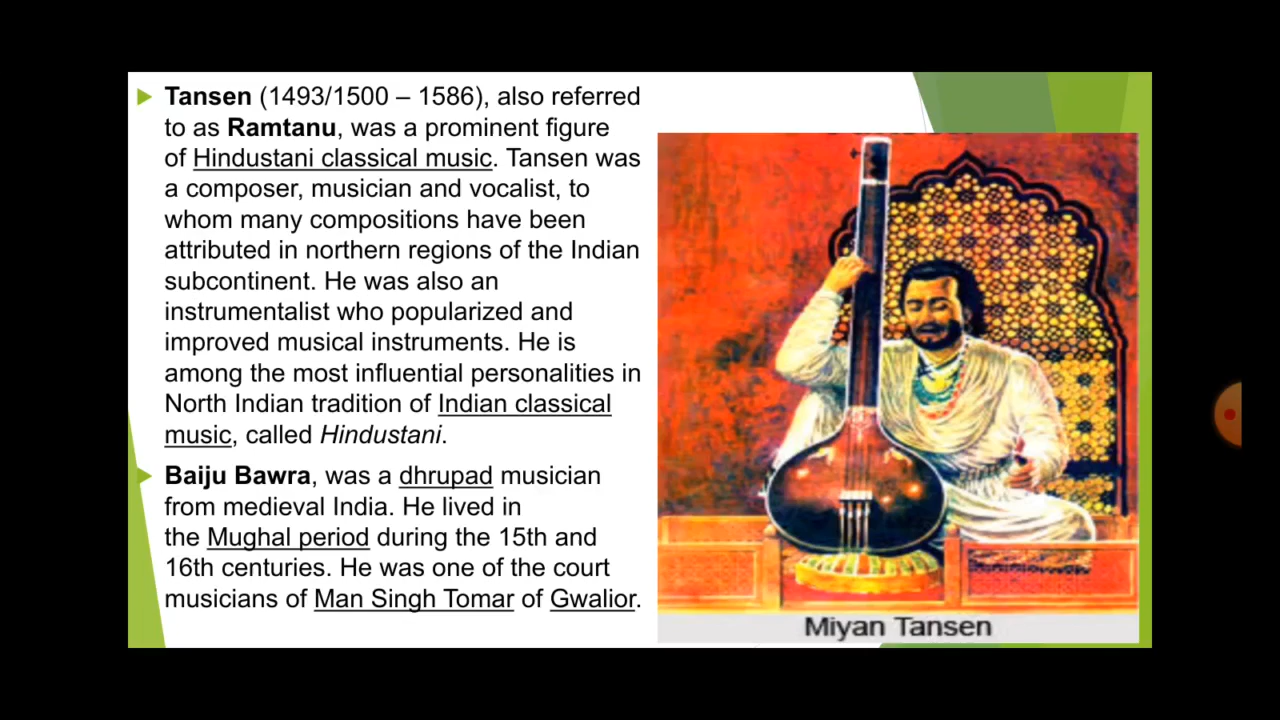 Tansen (1493/1500 – 1586), also referred
to as Ramtanu, was a prominent figure
of Hindustani classical music. Tansen was
a composer, musician and vocalist, to
whom many compositions have been
attributed in northern regions of the Indian
subcontinent. He was also an
instrumentalist who popularized and
improved musical instruments. He is
among the most influential personalities in
North Indian tradition of Indian classical
music, called Hindustani.
Baiju Bawra, was a dhrupad musician
from medieval India. He lived in
the Mughal period during the 15th and
16th centuries. He was one of the court
musicians of Man Singh Tomar of Gwalior.
Miyan Tansen